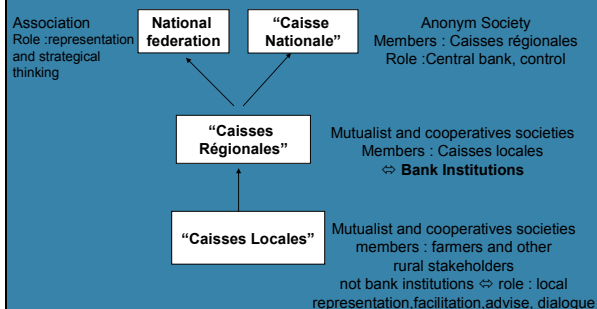 Association
Role :representation
and strategical
thinking
National
federation
“Caisse
Nationale”
Anonym Society
Members : Caisses régionales
Role :Central bank, control
“Caisses
Régionales”
Mutualist and cooperatives societies
Members : Caisses locales
⇔ Bank Institutions
“Caisses Locales”
Mutualist and cooperatives societies
members : farmers and other
rural stakeholders
not bank institutions ⇔ role : local
representation,facilitation,advise, dialogue